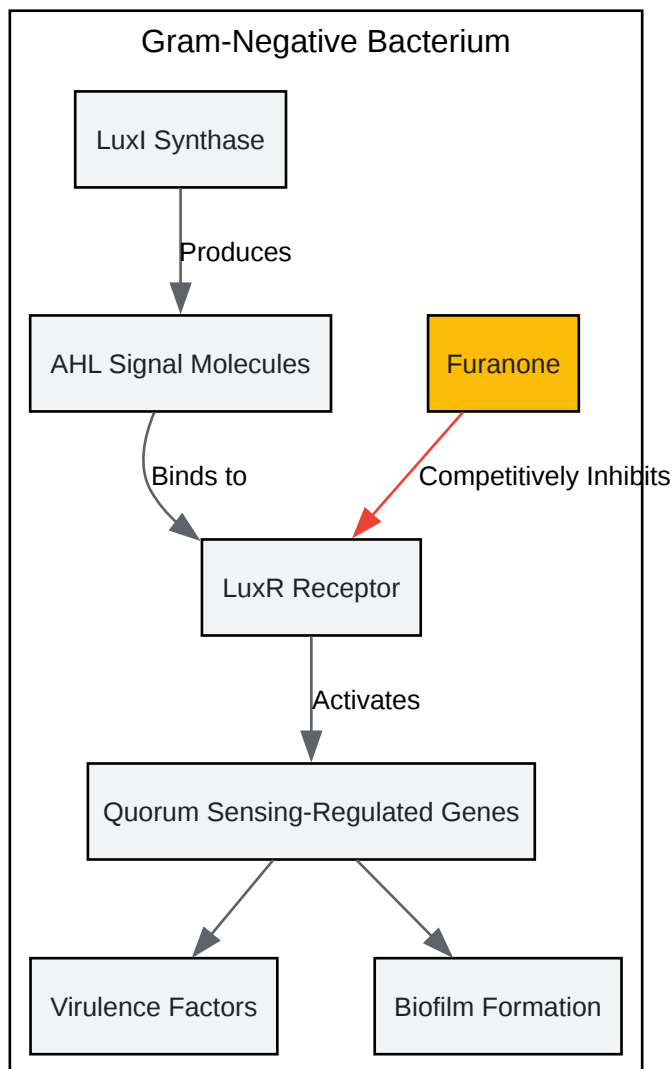 Gram-Negative Bacterium
LuxI Synthase
Produces
AHL Signal Molecules
Furanone
Binds to
Competitively Inhibits
LuxR Receptor
Activates
Quorum Sensing-Regulated Genes
Virulence Factors
Biofilm Formation